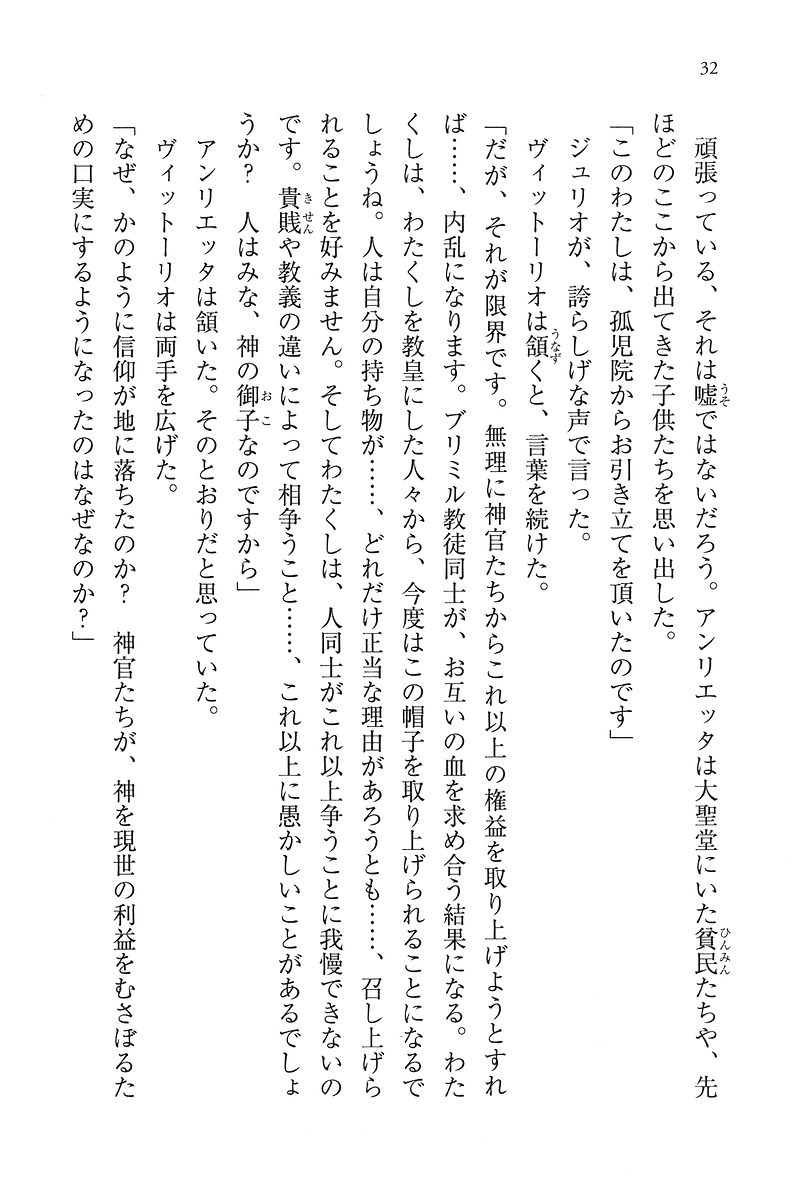 32
頑張っている、それは嘘ではないだろう。アンリエッタは大聖堂にいた貧民たちや、先
ほどのここから出てきた子供たちを思い出した。
「このわたしは、孤児院からお引き立てを頂いたのです」
ジュリオが、誇らしげな声で言った。
ヴィットーリオは頷くと、言葉を続けた。
「だが、それが限界です。無理に神官たちからこれ以上の権益を取り上げようとすれ
ば……、内乱になります。ブリミル教徒同士が、お互いの血を求め合う結果になる。わた
くしは、わたくしを教皇にした人々から、今度はこの帽子を取り上げられることになるで
しょうね。人は自分の持ち物が……、どれだけ正当な理由があろうとも……、召し上げら
れることを好みません。そしてわたくしは、人同士がこれ以上争うことに我慢できないの
です。貴賤や教義の違いによって相争うこと……、これ以上に愚かしいことがあるでしょ
うか？　人はみな、神の御子なのですから」
アンリエッタは頷いた。そのとおりだと思っていた。
ヴィットーリオは両手を広げた。
「なぜ、かのように信仰が地に落ちたのか？　神官たちが、神を現世の利益をむさぼるた
めの口実にするようになったのはなぜなのか？」
うそ
ひんみん
うなず
きせん
おこ